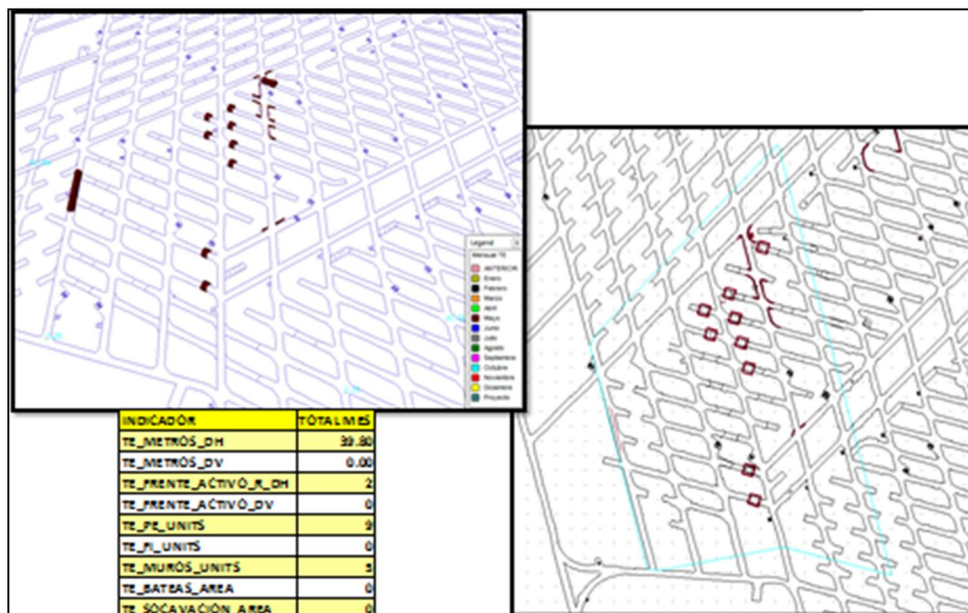 Legend
Mensual TE
ANTERIOR
Enero
Febrero
Marzo
Abril
Mayo
Junio
Julio
Agosto
Septiembre
Octubre
Noviembre
Diciembre
Proyecto
INDICADOR TOTAL MES
TE_METROS_DH 39.80
TE_METROS_DV 0.00
TE_FRENTE_ACTIVO_R_DH 2
TE_FRENTE_ACTIVO_DV 0
TE_PE_UNITS 9
TE_FI_UNITS 0
TE_MUROS_UNITS 5
TE_BATEAS_AREA 0
TE_SOCAVACIÓN_AREA 0